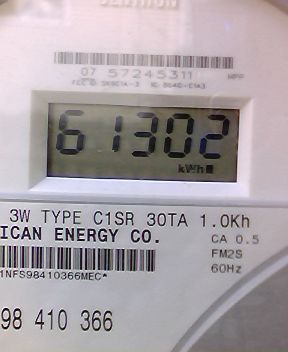 CENTRON
07 57245311
61302
kWh
3W TYPE C1SR 30TA 1.0Kh
ICAN ENERGY CO.
CA 0.5
FM2S
60Hz
1NFS98410366MEC*
98 410 366